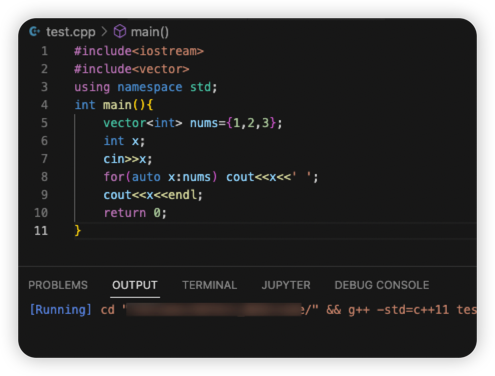 test.cpp > main()
1 #include<iostream>
2 #include<vector>
3 using namespace std;
4 int main(){
5 vector<int> nums={1,2,3};
6 int x;
7 cin>>x;
8 for(auto x:nums) cout<<x<<' ';
9 cout<<x<<endl;
10 return 0;
11 }
PROBLEMS OUTPUT TERMINAL JUPYTER DEBUG CONSOLE
[Running] cd " e/" && g++ -std=c++11 tes